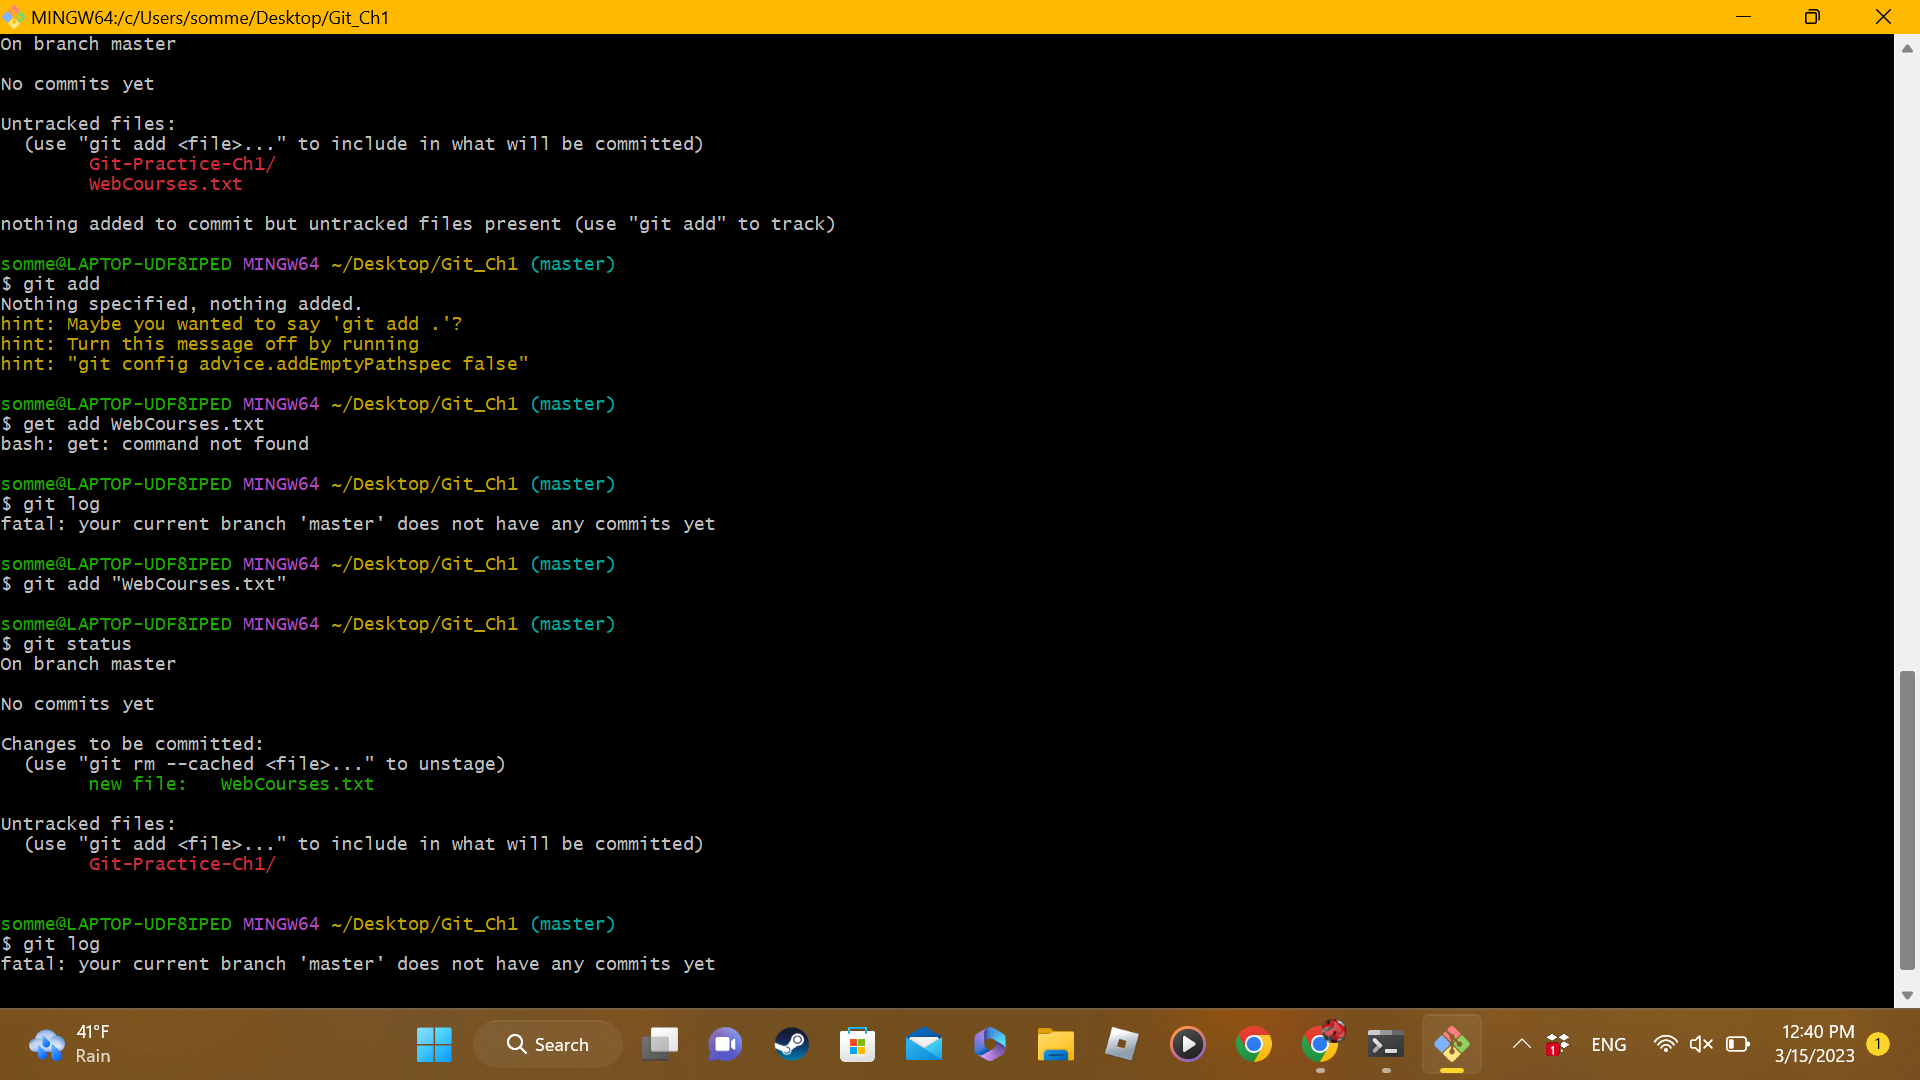 MINGW64:/c/Users/somme/Desktop/Git_Ch1
On branch master
No commits yet
Untracked files:
  (use "git add <file>..." to include in what will be committed)
        Git-Practice-Ch1/
        WebCourses.txt
nothing added to commit but untracked files present (use "git add" to track)
somme@LAPTOP-UDF8IPED MINGW64 ~/Desktop/Git_Ch1 (master)
$ git add
Nothing specified, nothing added.
hint: Maybe you wanted to say 'git add .'?
hint: Turn this message off by running
hint: "git config advice.addEmptyPathspec false"
somme@LAPTOP-UDF8IPED MINGW64 ~/Desktop/Git_Ch1 (master)
$ get add WebCourses.txt
bash: get: command not found
somme@LAPTOP-UDF8IPED MINGW64 ~/Desktop/Git_Ch1 (master)
$ git log
fatal: your current branch 'master' does not have any commits yet
somme@LAPTOP-UDF8IPED MINGW64 ~/Desktop/Git_Ch1 (master)
$ git add "WebCourses.txt"
somme@LAPTOP-UDF8IPED MINGW64 ~/Desktop/Git_Ch1 (master)
$ git status
On branch master
No commits yet
Changes to be committed:
  (use "git rm --cached <file>..." to unstage)
        new file:   WebCourses.txt
Untracked files:
  (use "git add <file>..." to include in what will be committed)
        Git-Practice-Ch1/
somme@LAPTOP-UDF8IPED MINGW64 ~/Desktop/Git_Ch1 (master)
$ git log
fatal: your current branch 'master' does not have any commits yet
41°F
Rain
Search
1
ENG
12:40 PM
3/15/2023
1